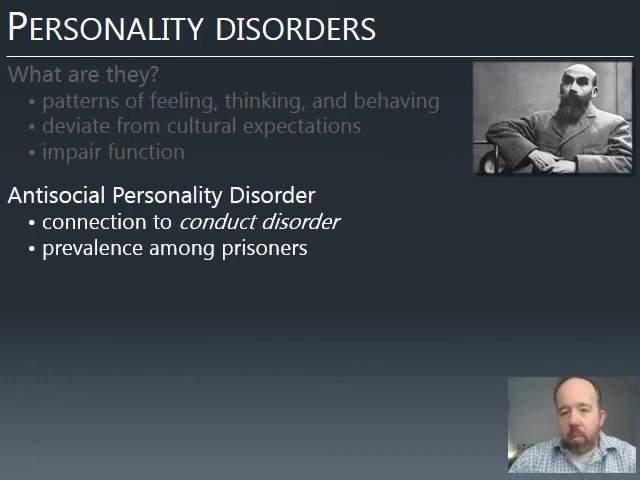 PERSONALITY DISORDERS
What are they?
• patterns of feeling, thinking, and behaving
• deviate from cultural expectations
• impair function
Antisocial Personality Disorder
• connection to conduct disorder
• prevalence among prisoners